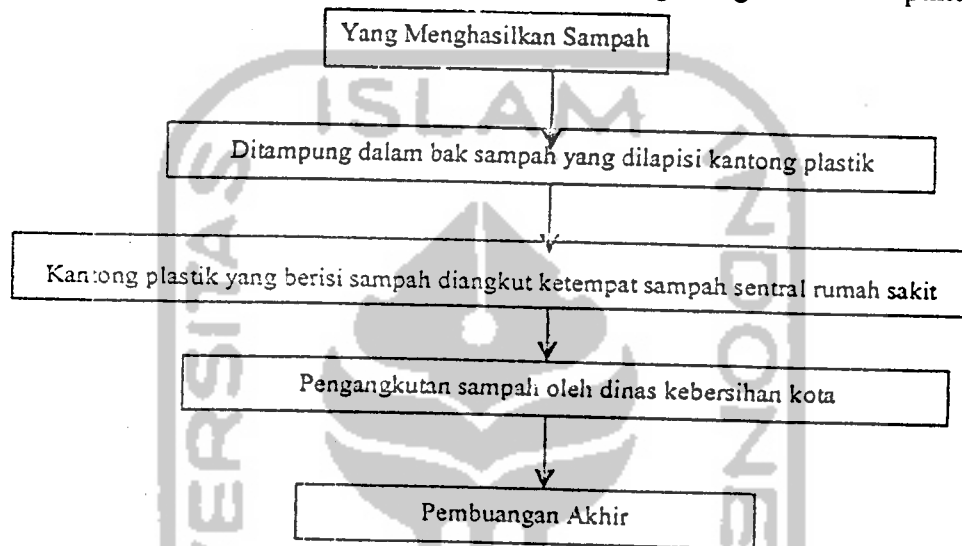 Yang Menghasilkan Sampah
Ditampung dalam bak sampah yang dilapisi kantong plastik
Kantong plastik yang berisi sampah diangkut ketempat sampah sentral rumah sakit
Pengangkutan sampah oleh dinas kebersihan kota
Pembuangan Akhir
ISLAM